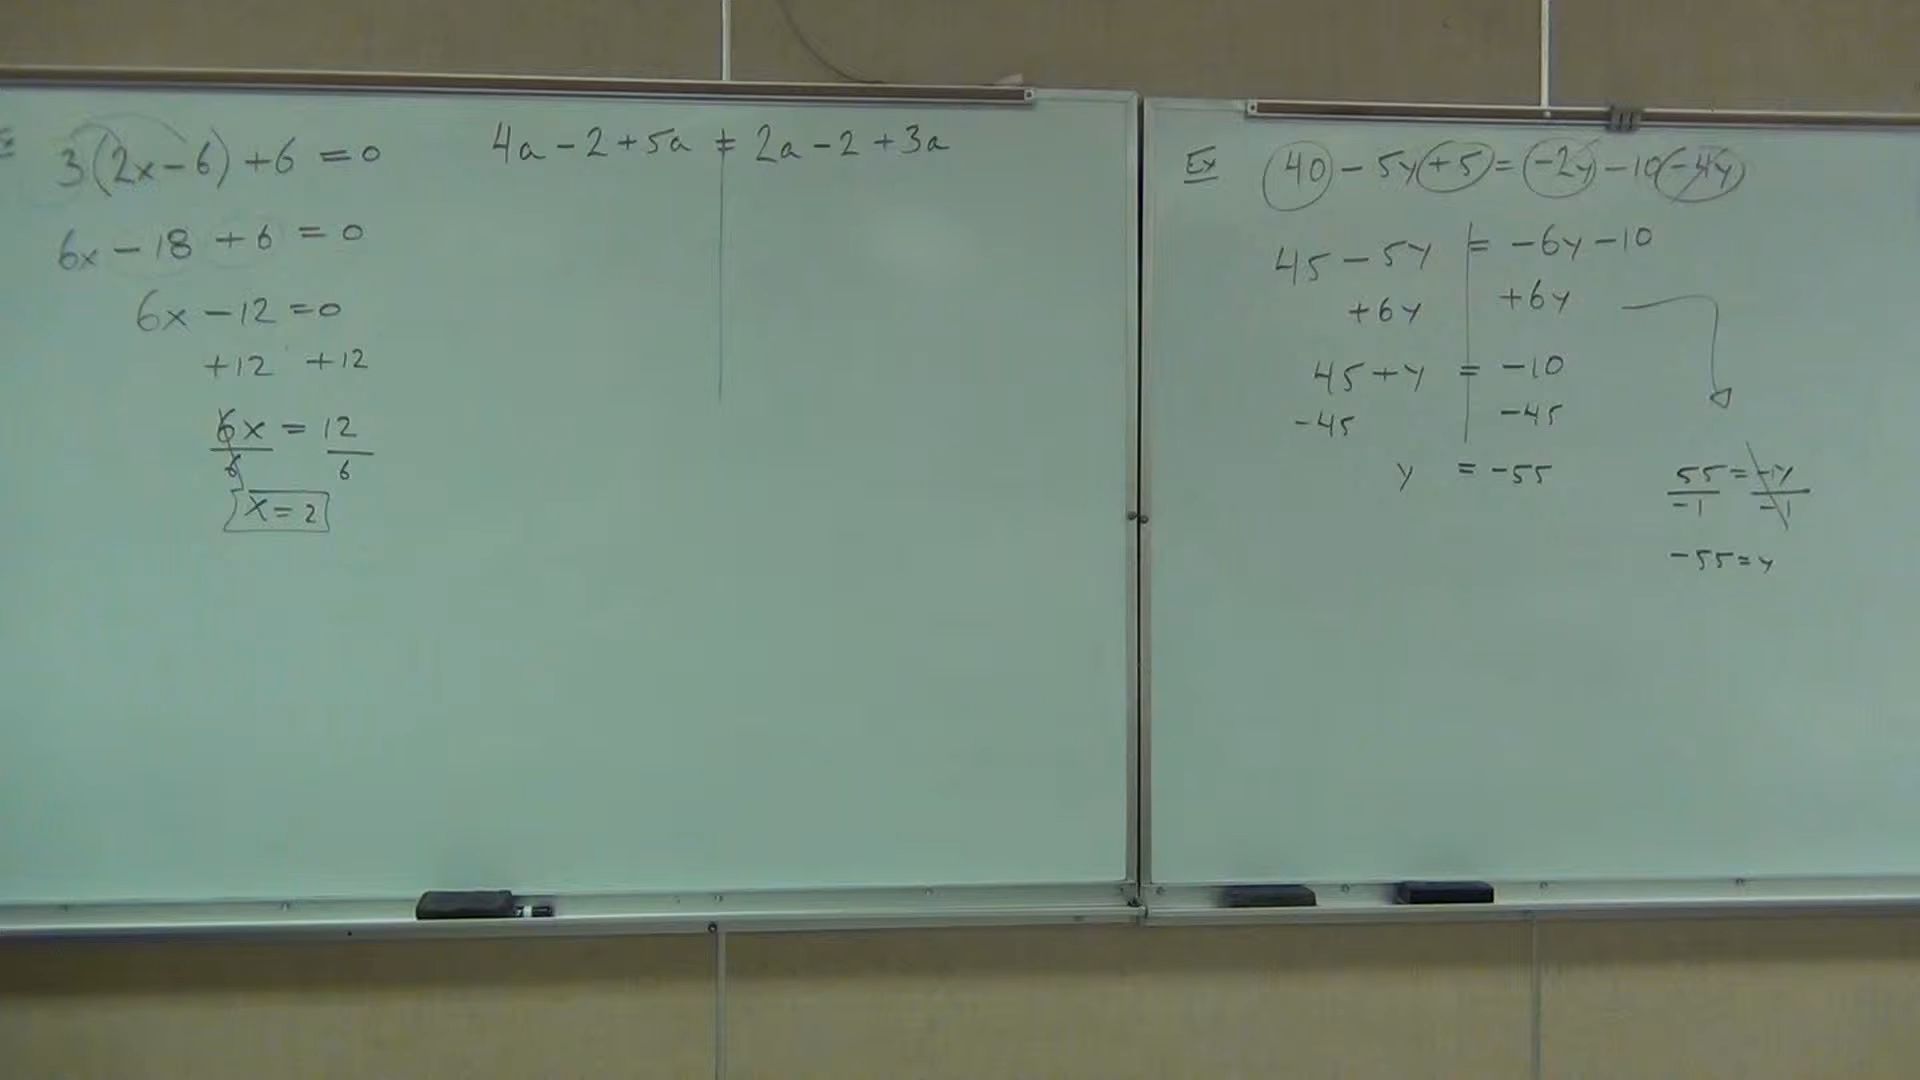 Ex
3(2x-6)+6=0
6x-18+6=0
6x-12=0
+12 +12
6x = 12
6 6
x=2
4a-2+5a = 2a-2+3a
Ex 40-5y+5=-2y-10-4y
45-5y = -6y-10
+6y +6y
45+y = -10
-45 -45
y = -55
55=-1y
-1 -1
-55=y